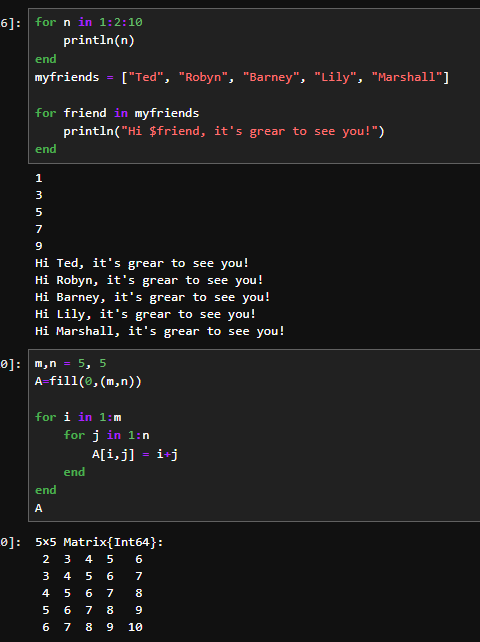 6]: for n in 1:2:10
println(n)
end
myfriends = ["Ted", "Robyn", "Barney", "Lily", "Marshall"]
for friend in myfriends
println("Hi $friend, it's grear to see you!")
end
1
3
5
7
9
Hi Ted, it's grear to see you!
Hi Robyn, it's grear to see you!
Hi Barney, it's grear to see you!
Hi Lily, it's grear to see you!
Hi Marshall, it's grear to see you!
0]: m,n = 5, 5
A=fill(0,(m,n))
for i in 1:m
for j in 1:n
A[i,j] = i+j
end
end
A
0]: 5×5 Matrix{Int64}:
2 3 4 5 6
3 4 5 6 7
4 5 6 7 8
5 6 7 8 9
6 7 8 9 10